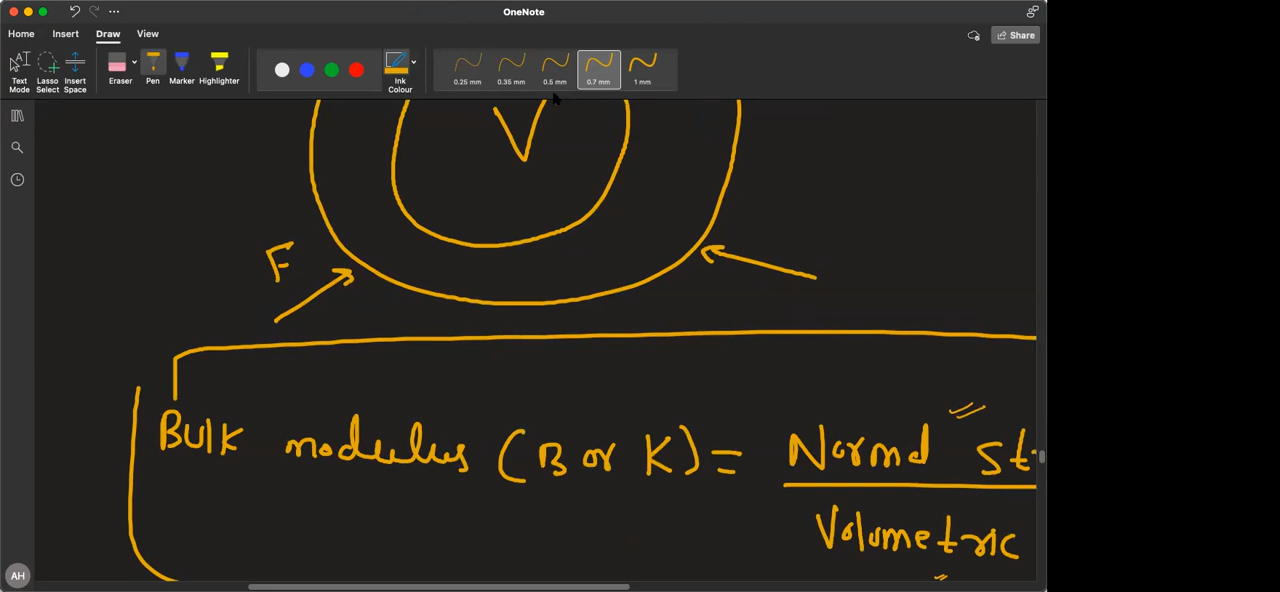 OneNote
Home Insert Draw View
Share
Text Mode
Lasso Select
Insert Space
Eraser
Pen
Marker
Highlighter
Ink Colour
0.25 mm
0.35 mm
0.5 mm
0.7 mm
1 mm
V
F
Bulk modulus (B or K) = Normal St
Volumetric
AH